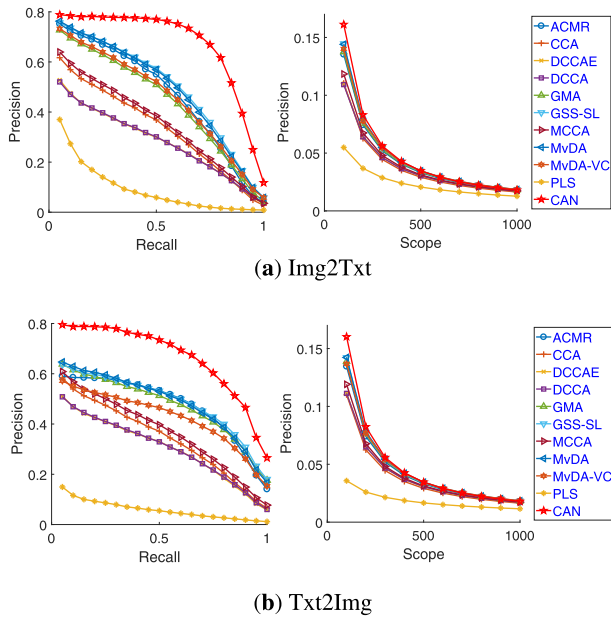 0.8
0.6
0.4
0.2
0
Precision
0 0.5 1
Recall
0.15
0.1
0.05
0
Precision
0 500 1000
Scope
ACMR
CCA
DCCAE
DCCA
GMA
GSS-SL
MCCA
MvDA
MvDA-VC
PLS
CAN
(a) Img2Txt
0.8
0.6
0.4
0.2
0
Precision
0 0.5 1
Recall
0.15
0.1
0.05
0
Precision
0 500 1000
Scope
ACMR
CCA
DCCAE
DCCA
GMA
GSS-SL
MCCA
MvDA
MvDA-VC
PLS
CAN
(b) Txt2Img